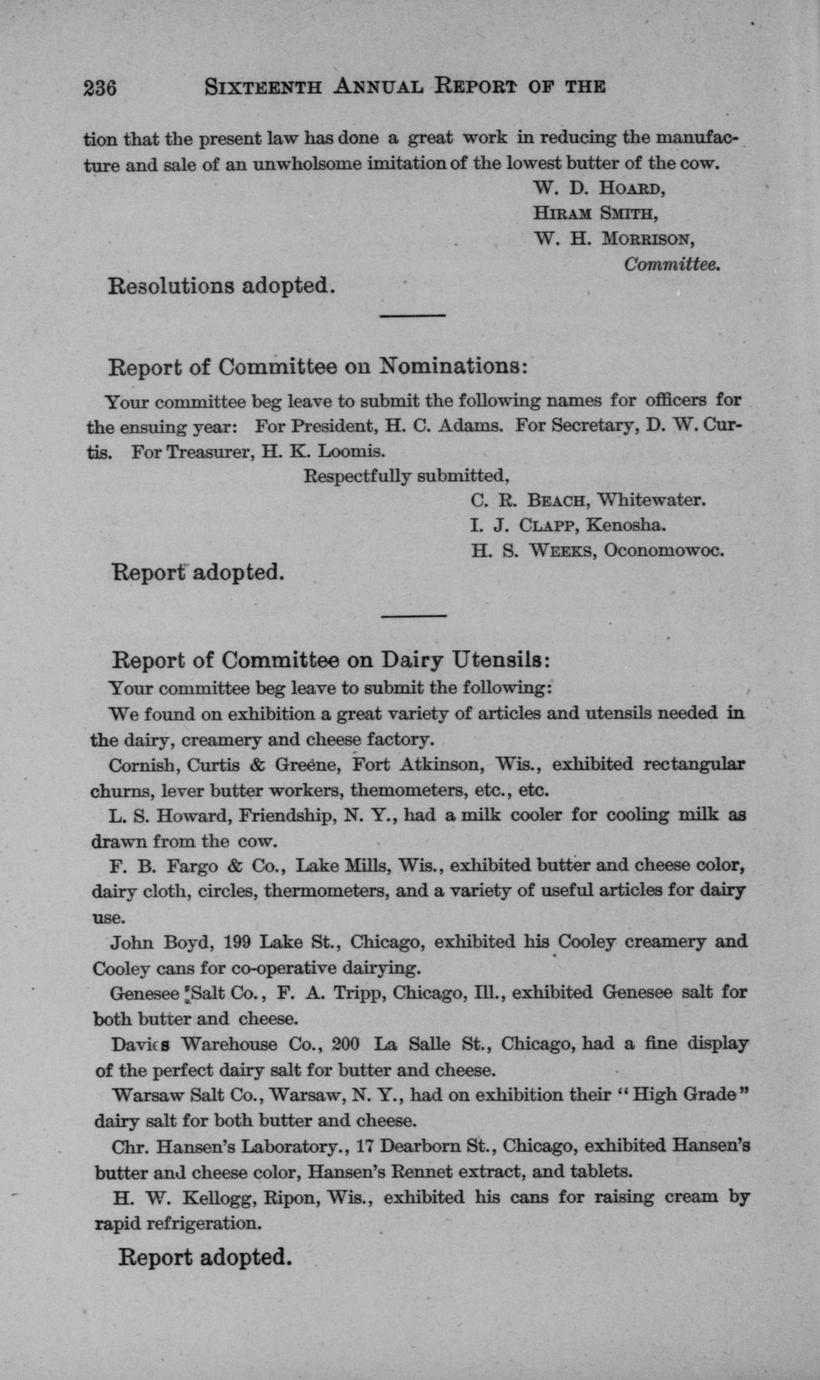 236 SIXTEENTH ANNUAL REPORT OF THE
tion that the present law has done a great work in reducing the manufac-
ture and sale of an unwholsome imitation of the lowest butter of the cow.
W. D. HOARD,
HIRAM SMITH,
W. H. MORRISON,
Committee.
Resolutions adopted.
Report of Committee on Nominations:
Your committee beg leave to submit the following names for officers for
the ensuing year: For President, H. C. Adams. For Secretary, D. W. Cur-
tis. For Treasurer, H. K. Loomis.
Respectfully submitted,
C. R. BEACH, Whitewater.
I. J. CLAPP, Kenosha.
H. S. WEEKS, Oconomowoc.
Report adopted.
Report of Committee on Dairy Utensils:
Your committee beg leave to submit the following:
We found on exhibition a great variety of articles and utensils needed in
the dairy, creamery and cheese factory.
Cornish, Curtis & Greene, Fort Atkinson, Wis., exhibited rectangular
churns, lever butter workers, themometers, etc., etc.
L. S. Howard, Friendship, N. Y., had a milk cooler for cooling milk as
drawn from the cow.
F. B. Fargo & Co., Lake Mills, Wis., exhibited butter and cheese color,
dairy cloth, circles, thermometers, and a variety of useful articles for dairy
use.
John Boyd, 199 Lake St., Chicago, exhibited his Cooley creamery and
Cooley cans for co-operative dairying.
Genesee Salt Co., F. A. Tripp, Chicago, Ill., exhibited Genesee salt for
both butter and cheese.
Davies Warehouse Co., 200 La Salle St., Chicago, had a fine display
of the perfect dairy salt for butter and cheese.
Warsaw Salt Co., Warsaw, N. Y., had on exhibition their "High Grade"
dairy salt for both butter and cheese.
Chr. Hansen's Laboratory., 17 Dearborn St., Chicago, exhibited Hansen's
butter and cheese color, Hansen's Rennet extract, and tablets.
H. W. Kellogg, Ripon, Wis., exhibited his cans for raising cream by
rapid refrigeration.
Report adopted.